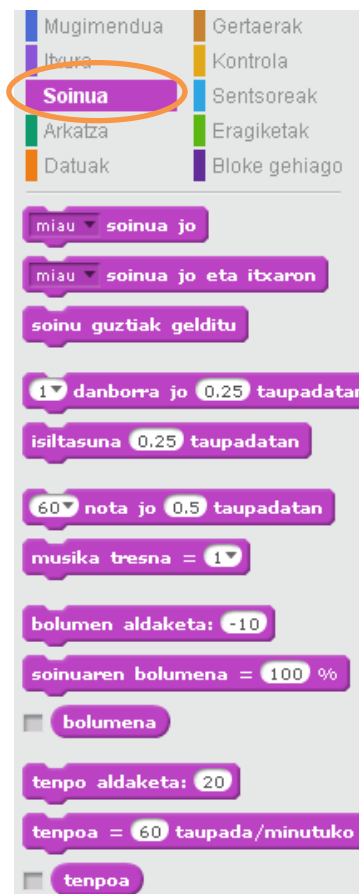 Mugimendua Gertaerak
Itxura Kontrola
Soinua Sentsoreak
Arkatza Eragiketak
Datuak Bloke gehiago
miau soinua jo
miau soinua jo eta itxaron
soinu guztiak gelditu
1 danborra jo 0.25 taupadatan
isiltasuna 0.25 taupadatan
60 nota jo 0.5 taupadatan
musika tresna = 1
bolumen aldaketa: -10
soinuaren bolumena = 100 %
bolumena
tenpo aldaketa: 20
tenpoa = 60 taupada/minutuko
tenpoa